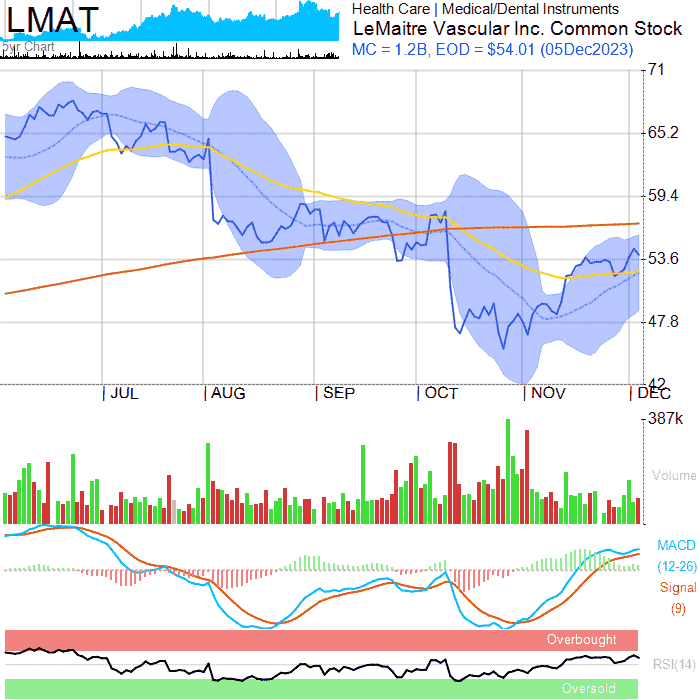 LMAT
5yr Chart
Health Care | Medical/Dental Instruments
LeMaitre Vascular Inc. Common Stock
MC = 1.2B, EOD = $54.01 (05Dec2023)
71
65.2
59.4
53.6
47.8
42
| JUL | AUG | SEP | OCT | NOV | DEC
387k
Volume
MACD
(12-26)
Signal
(9)
Overbought
RSI(14)
Oversold